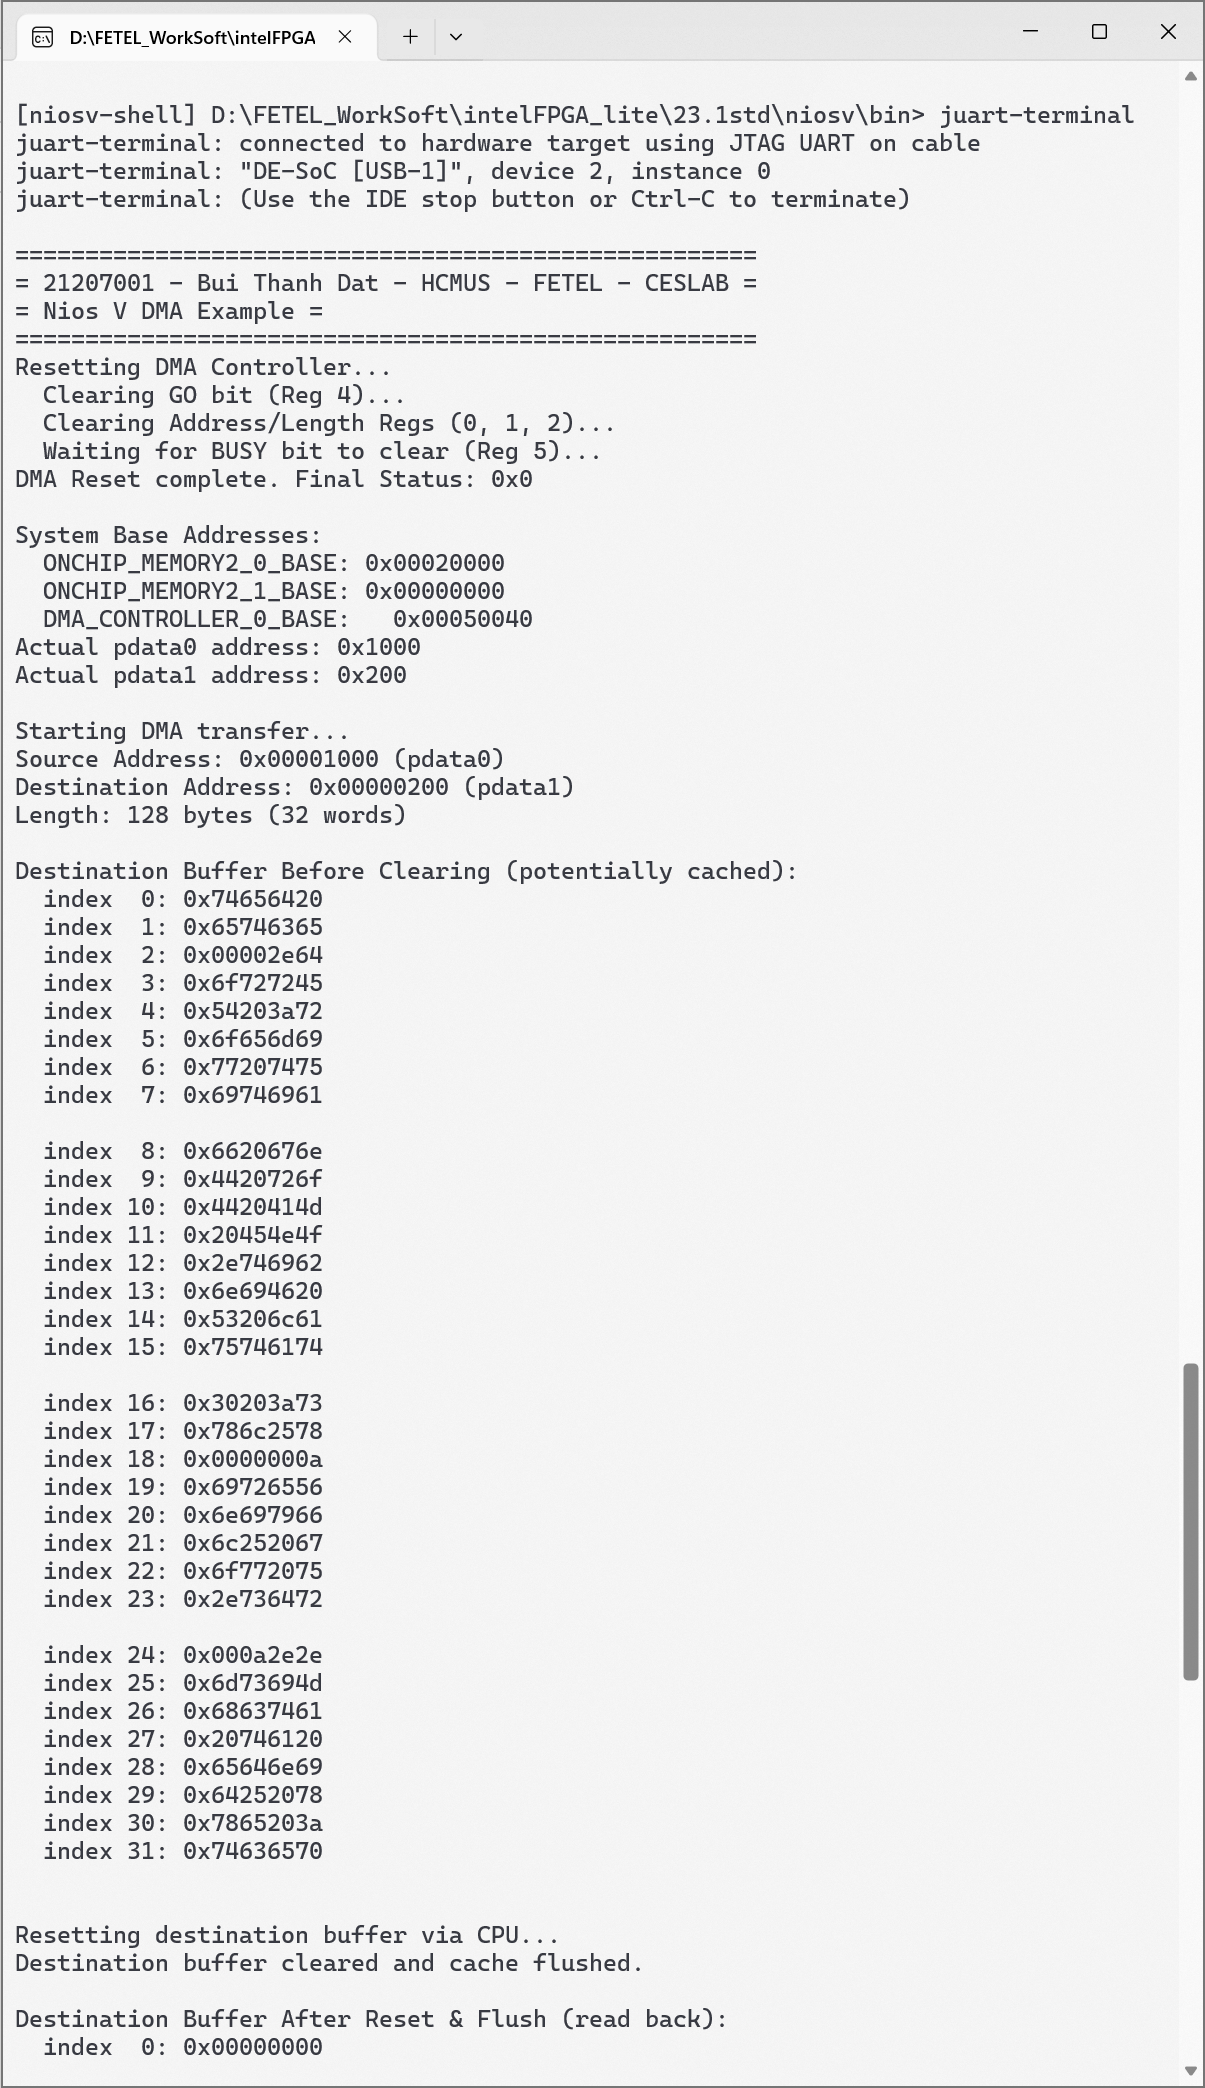 D:\FETEL_WorkSoft\intelFPGA
[niosv-shell] D:\FETEL_WorkSoft\intelFPGA_lite\23.1std\niosv\bin> juart-terminal
juart-terminal: connected to hardware target using JTAG UART on cable
juart-terminal: "DE-SoC [USB-1]", device 2, instance 0
juart-terminal: (Use the IDE stop button or Ctrl-C to terminate)
=====================================================
= 21207001 - Bui Thanh Dat - HCMUS - FETEL - CESLAB =
= Nios V DMA Example =
=====================================================
Resetting DMA Controller...
  Clearing GO bit (Reg 4)...
  Clearing Address/Length Regs (0, 1, 2)...
  Waiting for BUSY bit to clear (Reg 5)...
DMA Reset complete. Final Status: 0x0
System Base Addresses:
  ONCHIP_MEMORY2_0_BASE: 0x00020000
  ONCHIP_MEMORY2_1_BASE: 0x00000000
  DMA_CONTROLLER_0_BASE:   0x00050040
Actual pdata0 address: 0x1000
Actual pdata1 address: 0x200
Starting DMA transfer...
Source Address: 0x00001000 (pdata0)
Destination Address: 0x00000200 (pdata1)
Length: 128 bytes (32 words)
Destination Buffer Before Clearing (potentially cached):
  index  0: 0x74656420
  index  1: 0x65746365
  index  2: 0x00002e64
  index  3: 0x6f727245
  index  4: 0x54203a72
  index  5: 0x6f656d69
  index  6: 0x77207475
  index  7: 0x69746961
  index  8: 0x6620676e
  index  9: 0x4420726f
  index 10: 0x4420414d
  index 11: 0x20454e4f
  index 12: 0x2e746962
  index 13: 0x6e694620
  index 14: 0x53206c61
  index 15: 0x75746174
  index 16: 0x30203a73
  index 17: 0x786c2578
  index 18: 0x0000000a
  index 19: 0x69726556
  index 20: 0x6e697966
  index 21: 0x6c252067
  index 22: 0x6f772075
  index 23: 0x2e736472
  index 24: 0x000a2e2e
  index 25: 0x6d73694d
  index 26: 0x68637461
  index 27: 0x20746120
  index 28: 0x65646e69
  index 29: 0x64252078
  index 30: 0x7865203a
  index 31: 0x74636570
Resetting destination buffer via CPU...
Destination buffer cleared and cache flushed.
Destination Buffer After Reset & Flush (read back):
  index  0: 0x00000000